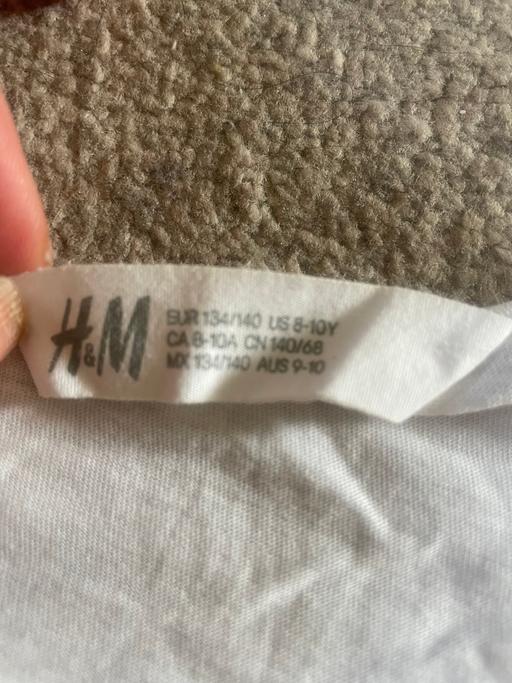 H&M
EUR 134/140 US 8-10Y
CA 8-10A CN 140/68
MX 134/140 AUS 9-10